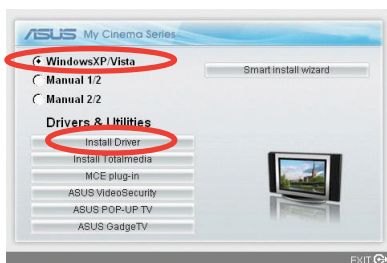 ASUS My Cinema Series
WindowsXP/Vista
Manual 1/2
Manual 2/2
Smart install wizard
Drivers & Utilities
Install Driver
Install Totalmedia
MCE plug-in
ASUS VideoSecurity
ASUS POP-UP TV
ASUS GadgeTV
EXIT